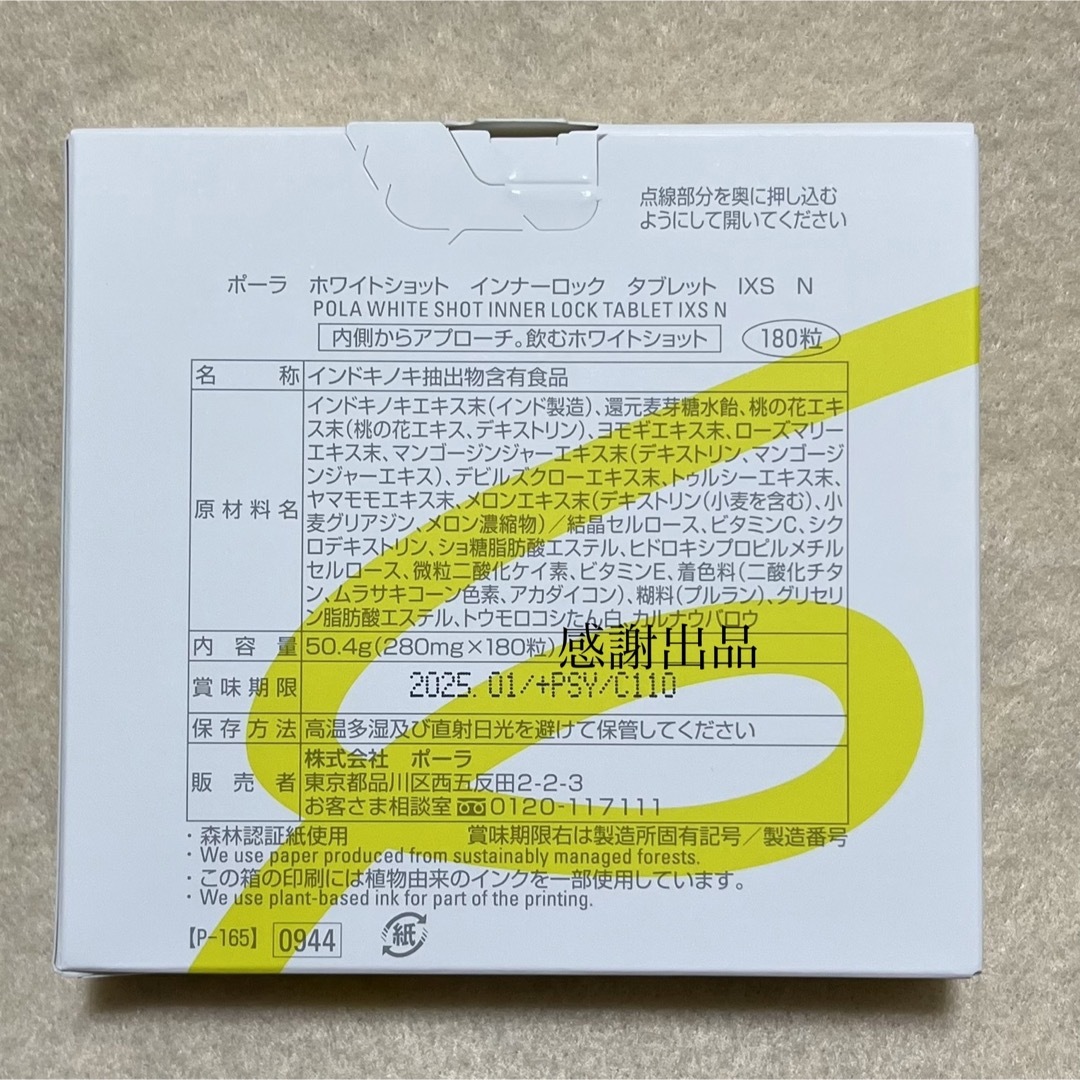 点線部分を奥に押し込む
ようにして開いてください
ポーラ ホワイトショット インナーロック タブレット IXS N
POLA WHITE SHOT INNER LOCK TABLET IXS N
内側からアプローチ。飲むホワイトショット 180粒
名称 インドキノキ抽出物含有食品
原材料名 インドキノキエキス末(インド製造)、還元麦芽糖水飴、桃の花エキ
ス末(桃の花エキス、デキストリン)、ヨモギエキス末、ローズマリー
エキス末、マンゴージンジャーエキス末(デキストリン、マンゴージ
ンジャーエキス)、デビルズクローエキス末、トゥルシーエキス末、
ヤマモモエキス末、メロンエキス末(デキストリン(小麦を含む)、小
麦グリアジン、メロン濃縮物)/結晶セルロース、ビタミンC、シク
ロデキストリン、ショ糖脂肪酸エステル、ヒドロキシプロピルメチル
セルロース、微粒二酸化ケイ素、ビタミンE、着色料(二酸化チタ
ン、ムラサキコーン色素、アカダイコン)、糊料(プルラン)、グリセリ
ン脂肪酸エステル、トウモロコシたん白、カルナウバロウ
内容量 50.4g(280mg×180粒)
感謝出品
賞味期限 2025.01/+PSY/C110
保存方法 高温多湿及び直射日光を避けて保管してください
販売者 株式会社 ポーラ
東京都品川区西五反田2-2-3
お客さま相談室 0120-117111
・森林認証紙使用 賞味期限右は製造所固有記号/製造番号
・We use paper produced from sustainably managed forests.
・この箱の印刷には植物由来のインクを一部使用しています。
・We use plant-based ink for part of the printing.
【P-165】 0944 紙